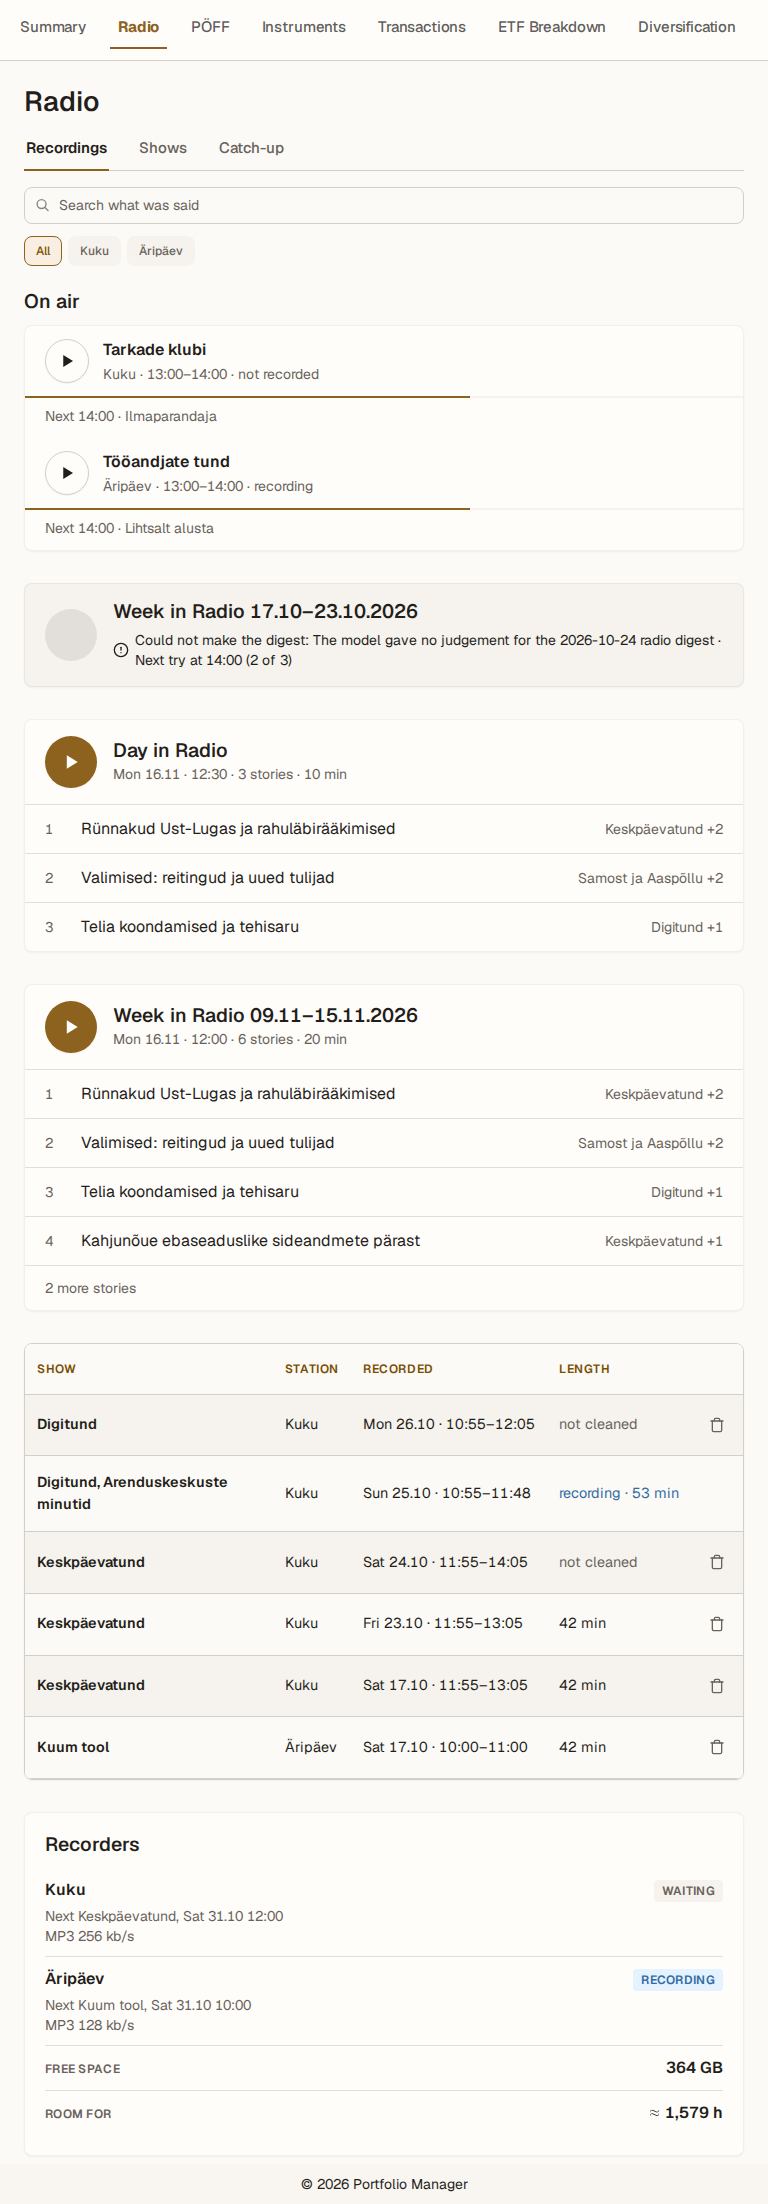 Summary Radio PÖFF Instruments Transactions ETF Breakdown Diversification
Radio
Recordings Shows Catch-up
Search what was said
All Kuku Äripäev
On air
Tarkade klubi
Kuku · 13:00–14:00 · not recorded
Next 14:00 · Ilmaparandaja
Tööandjate tund
Äripäev · 13:00–14:00 · recording
Next 14:00 · Lihtsalt alusta
Week in Radio 17.10–23.10.2026
Could not make the digest: The model gave no judgement for the 2026-10-24 radio digest ·
Next try at 14:00 (2 of 3)
Day in Radio
Mon 16.11 · 12:30 · 3 stories · 10 min
1 Rünnakud Ust-Lugas ja rahuläbirääkimised Keskpäevatund +2
2 Valimised: reitingud ja uued tulijad Samost ja Aaspõllu +2
3 Telia koondamised ja tehisaru Digitund +1
Week in Radio 09.11–15.11.2026
Mon 16.11 · 12:00 · 6 stories · 20 min
1 Rünnakud Ust-Lugas ja rahuläbirääkimised Keskpäevatund +2
2 Valimised: reitingud ja uued tulijad Samost ja Aaspõllu +2
3 Telia koondamised ja tehisaru Digitund +1
4 Kahjunõue ebaseaduslike sideandmete pärast Keskpäevatund +1
2 more stories
SHOW STATION RECORDED LENGTH
Digitund Kuku Mon 26.10 · 10:55–12:05 not cleaned
Digitund, Arenduskeskuste
minutid Kuku Sun 25.10 · 10:55–11:48 recording · 53 min
Keskpäevatund Kuku Sat 24.10 · 11:55–14:05 not cleaned
Keskpäevatund Kuku Fri 23.10 · 11:55–13:05 42 min
Keskpäevatund Kuku Sat 17.10 · 11:55–13:05 42 min
Kuum tool Äripäev Sat 17.10 · 10:00–11:00 42 min
Recorders
Kuku WAITING
Next Keskpäevatund, Sat 31.10 12:00
MP3 256 kb/s
Äripäev RECORDING
Next Kuum tool, Sat 31.10 10:00
MP3 128 kb/s
FREE SPACE 364 GB
ROOM FOR ≈ 1,579 h
© 2026 Portfolio Manager